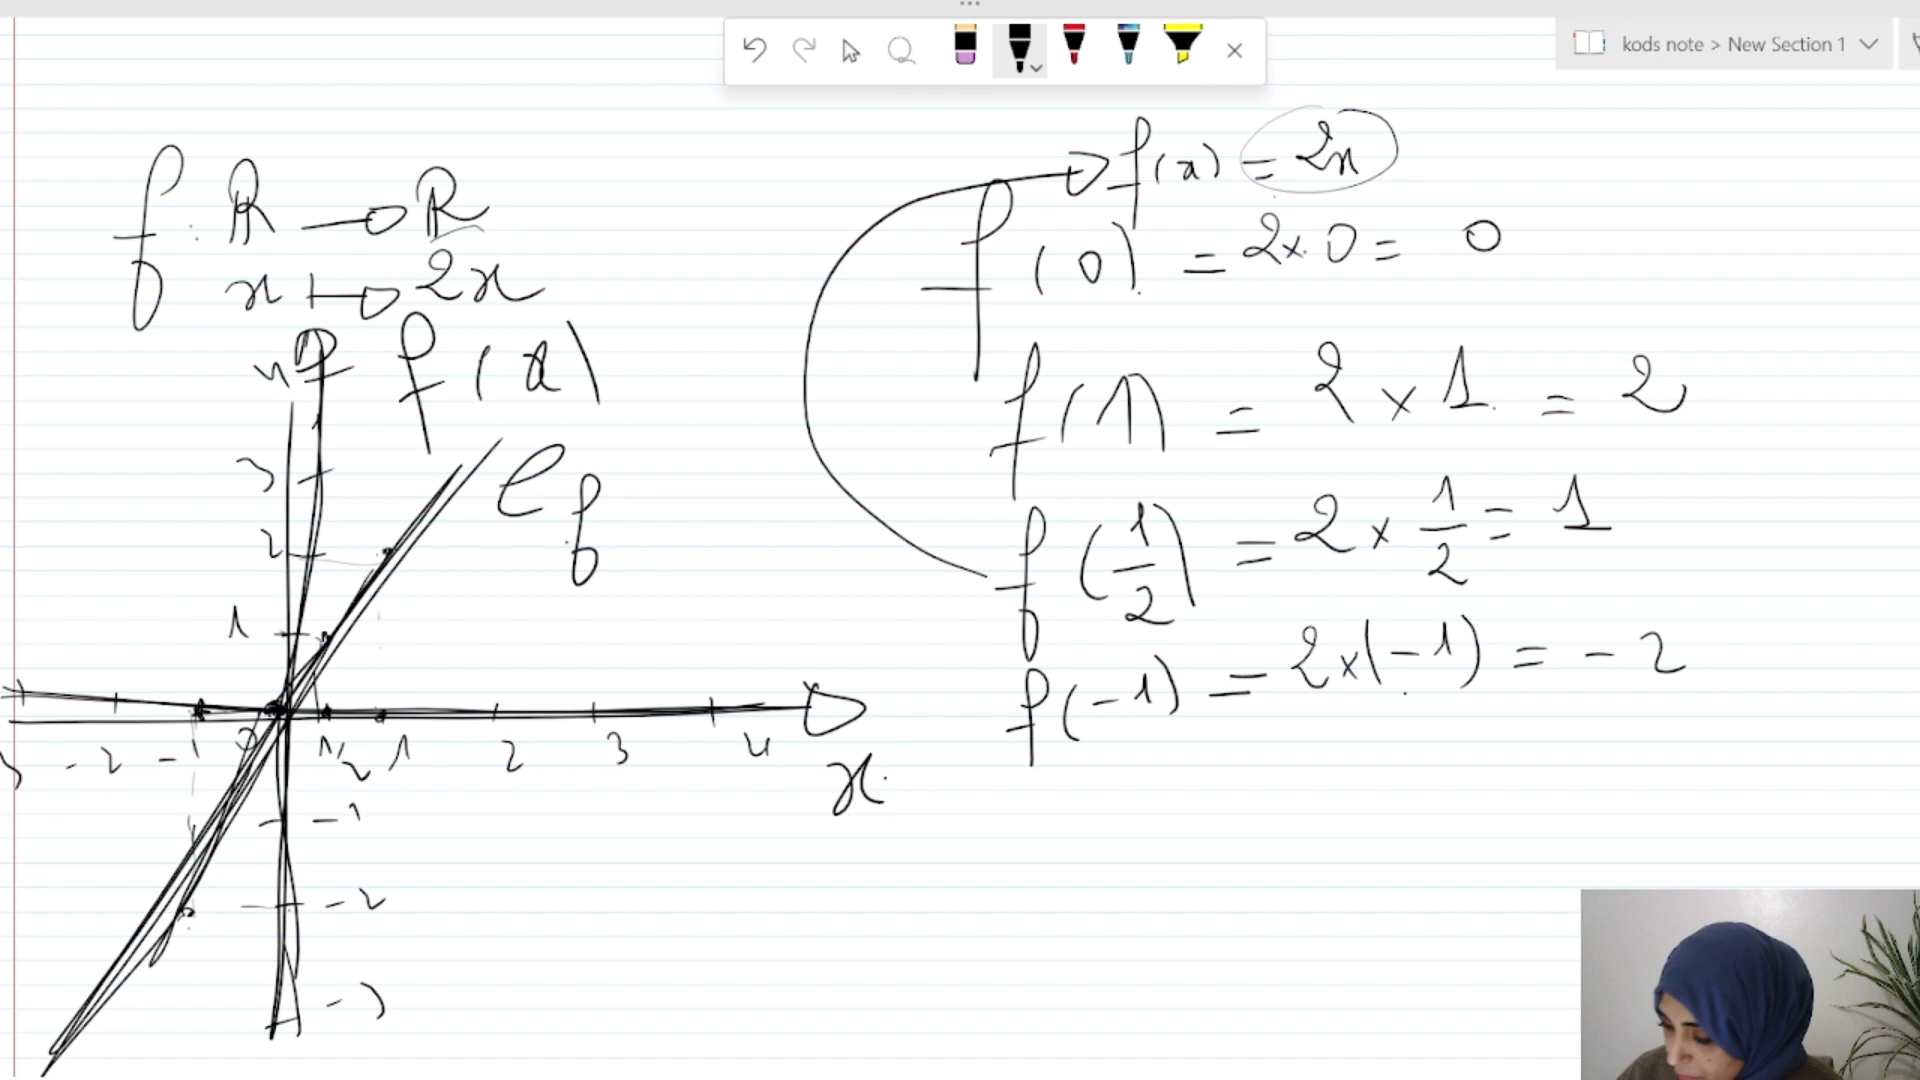 kods note > New Section 1
f : ℝ → ℝ
x ↦ 2x
f(x)
4
3
2
1
C_f
-2 -1 0 1/2 1 2 3 4
x
-1
-2
-3
f(x) = 2x
f(0) = 2 × 0 = 0
f(1) = 2 × 1 = 2
f(1/2) = 2 × 1/2 = 1
f(-1) = 2 × (-1) = -2